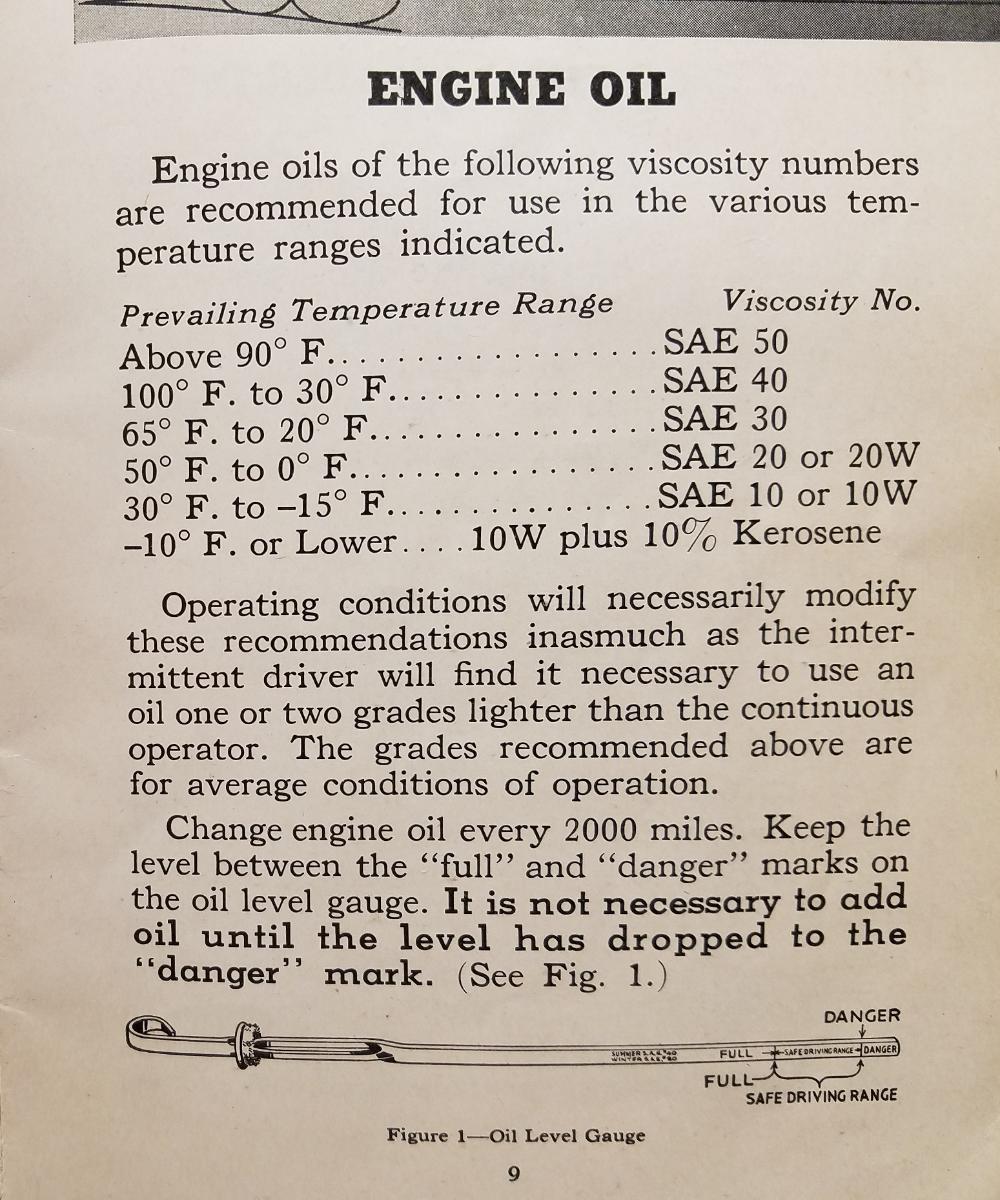 ENGINE OIL
Engine oils of the following viscosity numbers
are recommended for use in the various tem-
perature ranges indicated.
Prevailing Temperature Range Viscosity No.
Above 90° F.................. SAE 50
100° F. to 30° F............... SAE 40
65° F. to 20° F................ SAE 30
50° F. to 0° F................. SAE 20 or 20W
30° F. to –15° F............... SAE 10 or 10W
–10° F. or Lower.... 10W plus 10% Kerosene
Operating conditions will necessarily modify
these recommendations inasmuch as the inter-
mittent driver will find it necessary to use an
oil one or two grades lighter than the continuous
operator. The grades recommended above are
for average conditions of operation.
Change engine oil every 2000 miles. Keep the
level between the “full” and “danger” marks on
the oil level gauge. It is not necessary to add
oil until the level has dropped to the
“danger” mark. (See Fig. 1.)
DANGER
FULL SAFE DRIVING RANGE DANGER
FULL
SAFE DRIVING RANGE
Figure 1—Oil Level Gauge
9